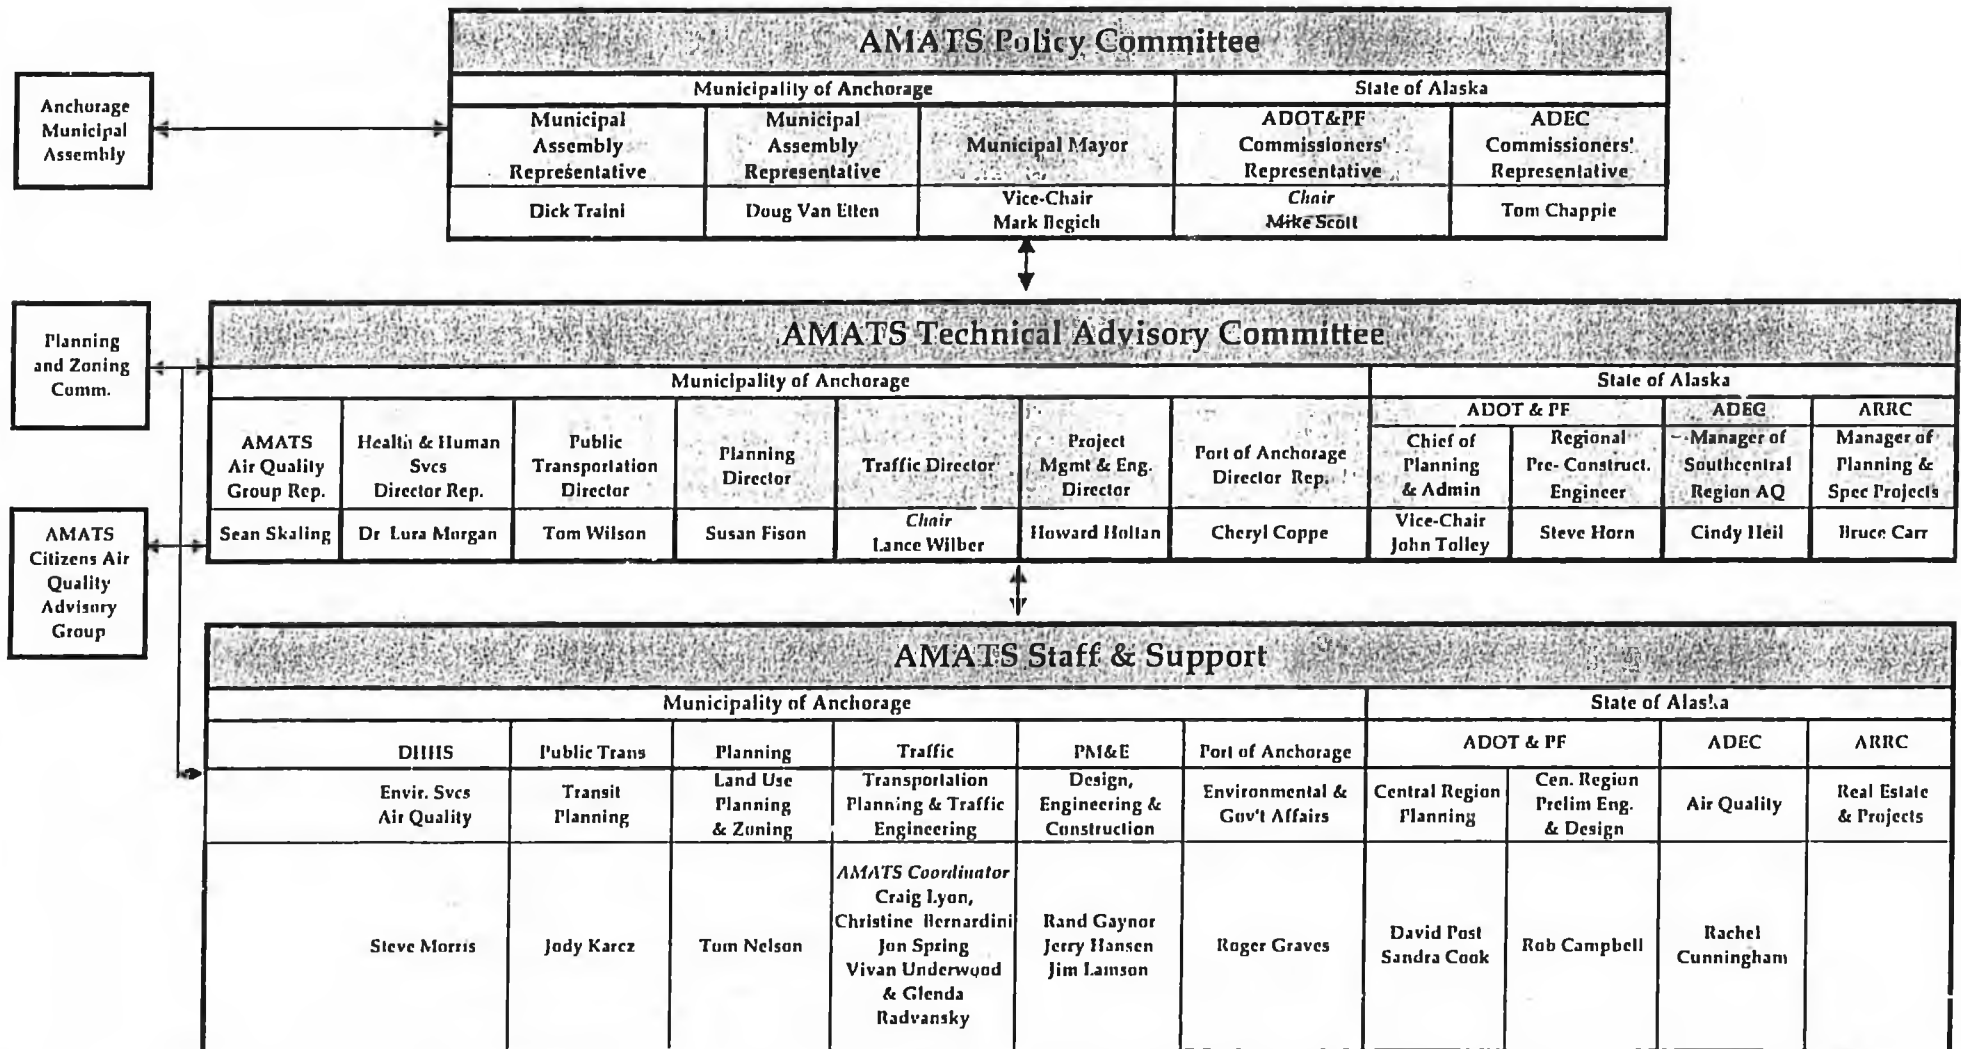 AMATS Policy Committee
Municipality of Anchorage
State of Alaska
Municipal
Assembly
Representative
Municipal
Assembly
Representative
Municipal Mayor
ADOT&PF
Commissioners'
Representative
ADEC
Commissioners'
Representative
Dick Traini
Doug Van Etten
Vice-Chair
Mark Begich
Chair
Mike Scott
Tom Chapple
Anchorage
Municipal
Assembly
Planning
and Zoning
Comm.
AMATS Technical Advisory Committee
Municipality of Anchorage
State of Alaska
ADOT & PF
ADEC
ARRC
AMATS
Air Quality
Group Rep.
Health & Human
Svcs
Director Rep.
Public
Transportation
Director
Planning
Director
Traffic Director
Project
Mgmt & Eng.
Director
Port of Anchorage
Director Rep.
Chief of
Planning
& Admin
Regional
Pre-Construct.
Engineer
Manager of
Southcentral
Region AQ
Manager of
Planning &
Spec Projects
Sean Skaling
Dr Lura Morgan
Tom Wilson
Susan Fison
Chair
Lance Wilber
Howard Holtan
Cheryl Coppe
Vice-Chair
John Tolley
Steve Horn
Cindy Heil
Bruce Carr
AMATS
Citizens Air
Quality
Advisory
Group
AMATS Staff & Support
Municipality of Anchorage
State of Alaska
DHHS
Public Trans
Planning
Traffic
PM&E
Port of Anchorage
ADOT & PF
ADEC
ARRC
Envir. Svcs
Air Quality
Transit
Planning
Land Use
Planning
& Zoning
Transportation
Planning & Traffic
Engineering
Design,
Engineering &
Construction
Environmental &
Gov't Affairs
Central Region
Planning
Cen. Region
Prelim Eng.
& Design
Air Quality
Real Estate
& Projects
Steve Morris
Jody Karcz
Tom Nelson
AMATS Coordinator
Craig Lyon,
Christine Bernardini
Jon Spring
Vivan Underwood
& Glenda
Radvansky
Rand Gaynor
Jerry Hansen
Jim Lamson
Roger Graves
David Post
Sandra Cook
Rob Campbell
Rachel
Cunningham